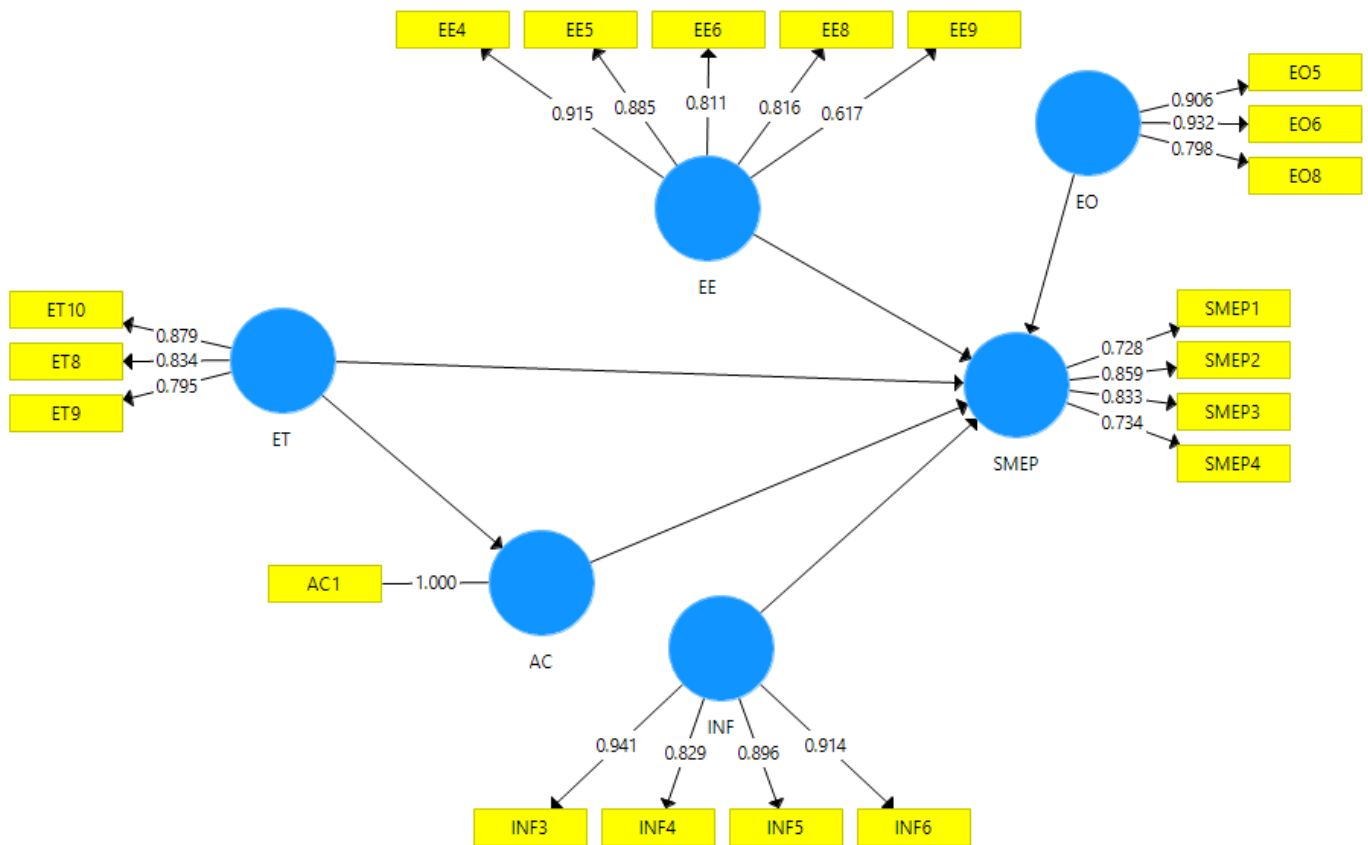 EE4 EE5 EE6 EE8 EE9
0.915 0.885 0.811 0.816 0.617
EE
EO5
EO6
EO8
0.906
0.932
0.798
EO
ET10
ET8
ET9
0.879
0.834
0.795
ET
SMEP1
SMEP2
SMEP3
SMEP4
0.728
0.859
0.833
0.734
SMEP
AC1 1.000
AC
INF
0.941 0.829 0.896 0.914
INF3 INF4 INF5 INF6